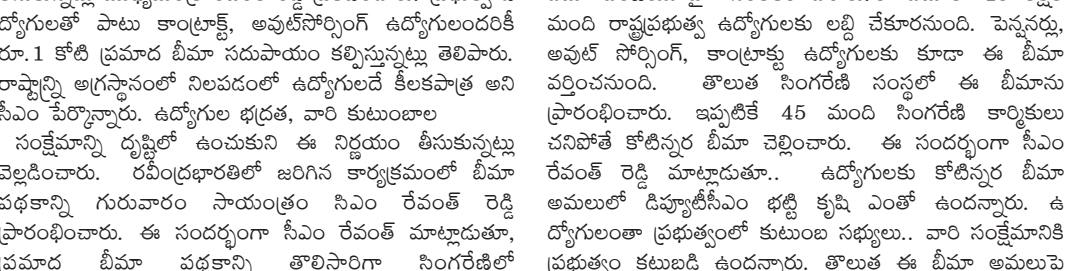 ద్యోగులతో పాటు కాంట్రాక్ట్, అవుట్‌సోర్సింగ్ ఉద్యోగులందరికీ
రూ.1 కోటి ప్రమాద బీమా సదుపాయం కల్పిస్తున్నట్లు తెలిపారు.
రాష్ట్రాన్ని అగ్రస్థానంలో నిలపడంలో ఉద్యోగులదే కీలకపాత్ర అని
సీఎం పేర్కొన్నారు. ఉద్యోగుల భద్రత, వారి కుటుంబాల
సంక్షేమాన్ని దృష్టిలో ఉంచుకుని ఈ నిర్ణయం తీసుకున్నట్లు
వెల్లడించారు. రవీంద్రభారతిలో జరిగిన కార్యక్రమంలో బీమా
పథకాన్ని గురువారం సాయంత్రం సిఎం రేవంత్ రెడ్డి
ప్రారంభించారు. ఈ సందర్భంగా సీఎం రేవంత్ మాట్లాడుతూ,
ప్రమాద బీమా పథకాన్ని తొలిసారిగా సింగరేణిలో
మంది రాష్ట్రప్రభుత్వ ఉద్యోగులకు లబ్ది చేకూరనుంది. పెన్షనర్లు,
అవుట్ సోర్సింగ్, కాంట్రాక్టు ఉద్యోగులకు కూడా ఈ బీమా
వర్తించనుంది. తొలుత సింగరేణి సంస్థలో ఈ బీమాను
ప్రారంభించారు. ఇప్పటికే 45 మంది సింగరేణి కార్మికులు
చనిపోతే కోటిన్నర బీమా చెల్లించారు. ఈ సందర్భంగా సీఎం
రేవంత్ రెడ్డి మాట్లాడుతూ.. ఉద్యోగులకు కోటిన్నర బీమా
అమలులో డిప్యూటీసీఎం భట్టి కృషి ఎంతో ఉందన్నారు. ఉ
ద్యోగులంతా ప్రభుత్వంలో కుటుంబ సభ్యులు.. వారి సంక్షేమానికి
ప్రభుత్వం కట్టుబడి ఉందన్నారు. తొలుత ఈ బీమా అమలుపై